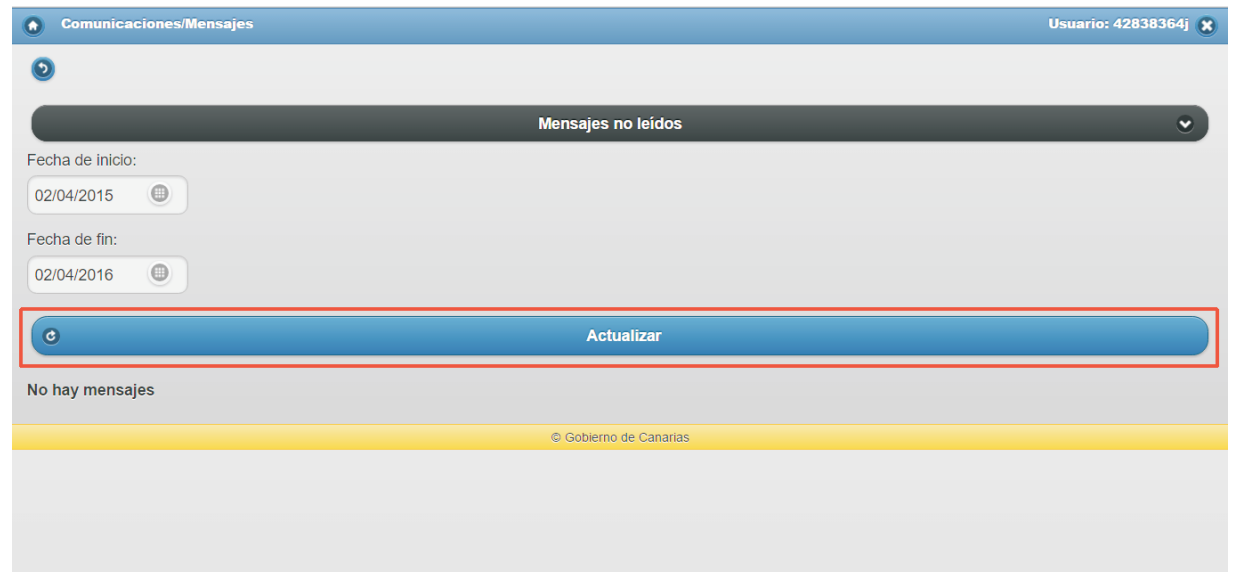 Comunicaciones/Mensajes
Usuario: 42838364j
Mensajes no leídos
Fecha de inicio:
02/04/2015
Fecha de fin:
02/04/2016
Actualizar
No hay mensajes
© Gobierno de Canarias